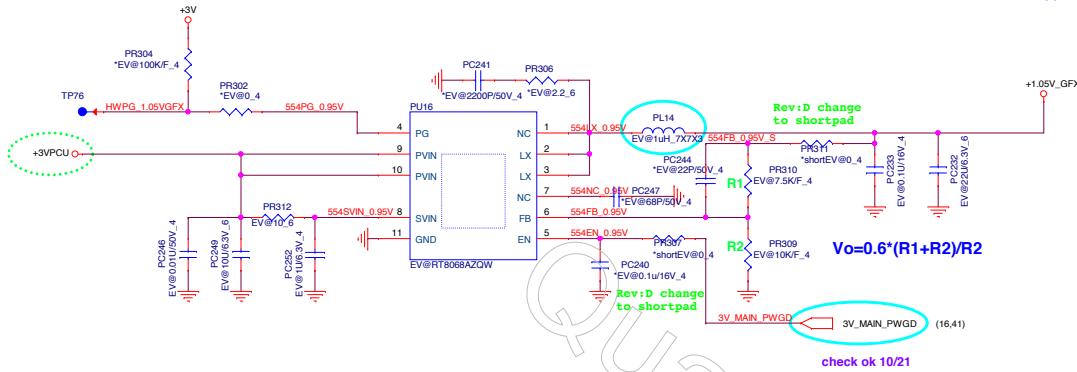 +3V
PR304
*EV@100K/F_4
TP76
HWPG_1.05VGFX
PR302
*EV@0_4
554PG_0.95V
PC241
*EV@2200P/50V_4
PR306
*EV@2.2_6
PU16
4
PG
9
PVIN
10
PVIN
8
SVIN
11
GND
NC
1
LX
2
LX
3
NC
7
FB
6
EN
5
EV@RT8068AZQW
+3VPCU
PR312
EV@10_6
554SVIN_0.95V
PC246
EV@0.01U/50V_4
PC249
EV@10U/6.3V_6
PC252
EV@1U/6.3V_4
554LX_0.95V
PL14
EV@1uH_7X7X3
554FB_0.95V_S
Rev:D change
to shortpad
PR311
*shortEV@0_4
+1.05V_GFX
PC244
*EV@22P/50V_4
R1
PR310
EV@7.5K/F_4
PC233
EV@0.1U/16V_4
PC232
EV@22U/6.3V_6
554NC_0.95V
PC247
*EV@68P/50V_4
554FB_0.95V
554EN_0.95V
PR307
*shortEV@0_4
R2
PR309
EV@10K/F_4
Vo=0.6*(R1+R2)/R2
PC240
*EV@0.1u/16V_4
Rev:D change
to shortpad
3V_MAIN_PWGD
3V_MAIN_PWGD
(16,41)
check ok 10/21